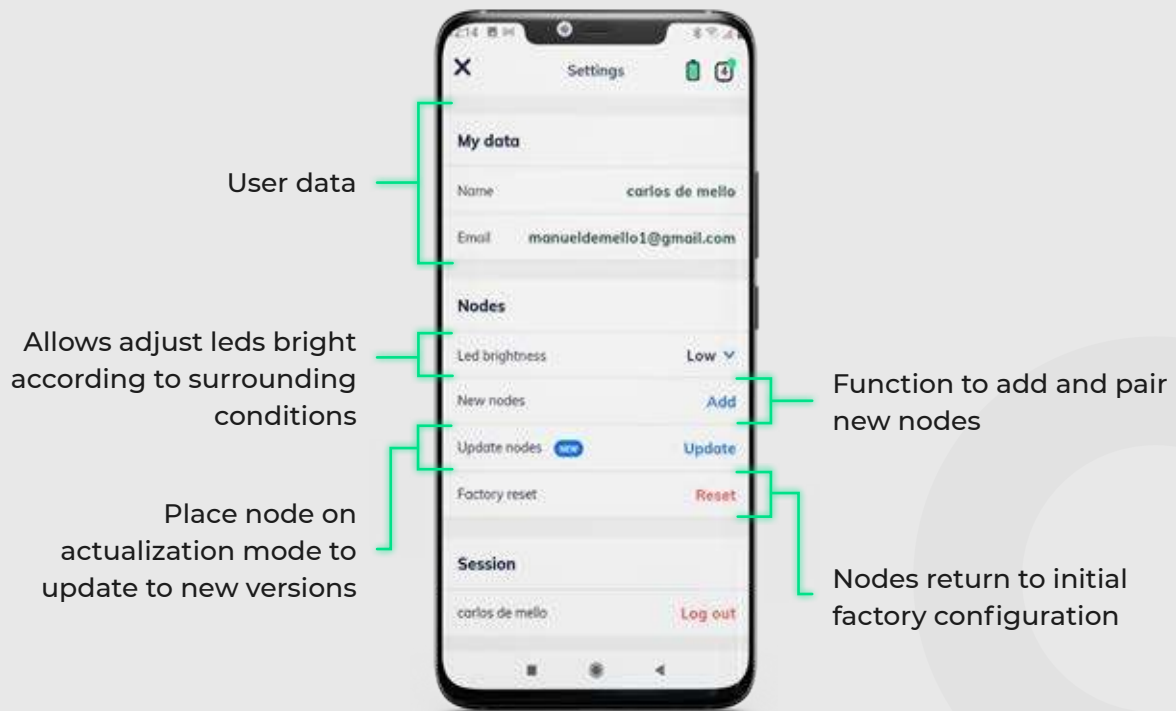 2:14
Settings
4
My data
Name carlos de mello
Email manueldemello1@gmail.com
Nodes
Led brightness Low
New nodes Add
Update nodes NEW Update
Factory reset Reset
Session
carlos de mello Log out
User data
Allows adjust leds bright
according to surrounding
conditions
Place node on
actualization mode to
update to new versions
Function to add and pair
new nodes
Nodes return to initial
factory configuration